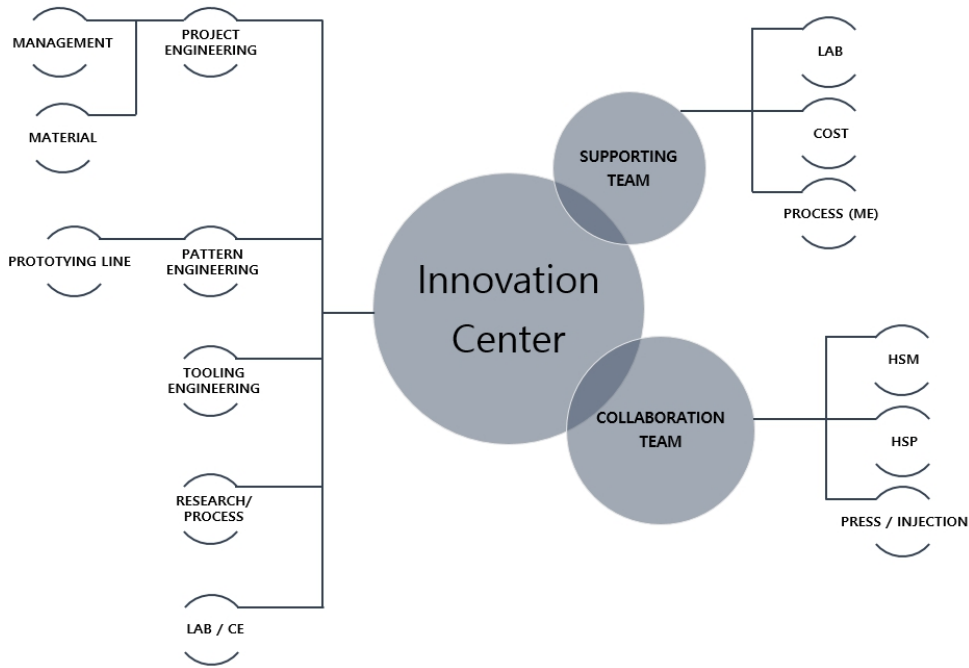 MANAGEMENT
PROJECT
ENGINEERING
MATERIAL
PROTOTYING LINE
PATTERN
ENGINEERING
TOOLING
ENGINEERING
RESEARCH/
PROCESS
LAB / CE
Innovation
Center
SUPPORTING
TEAM
LAB
COST
PROCESS (ME)
COLLABORATION
TEAM
HSM
HSP
PRESS / INJECTION